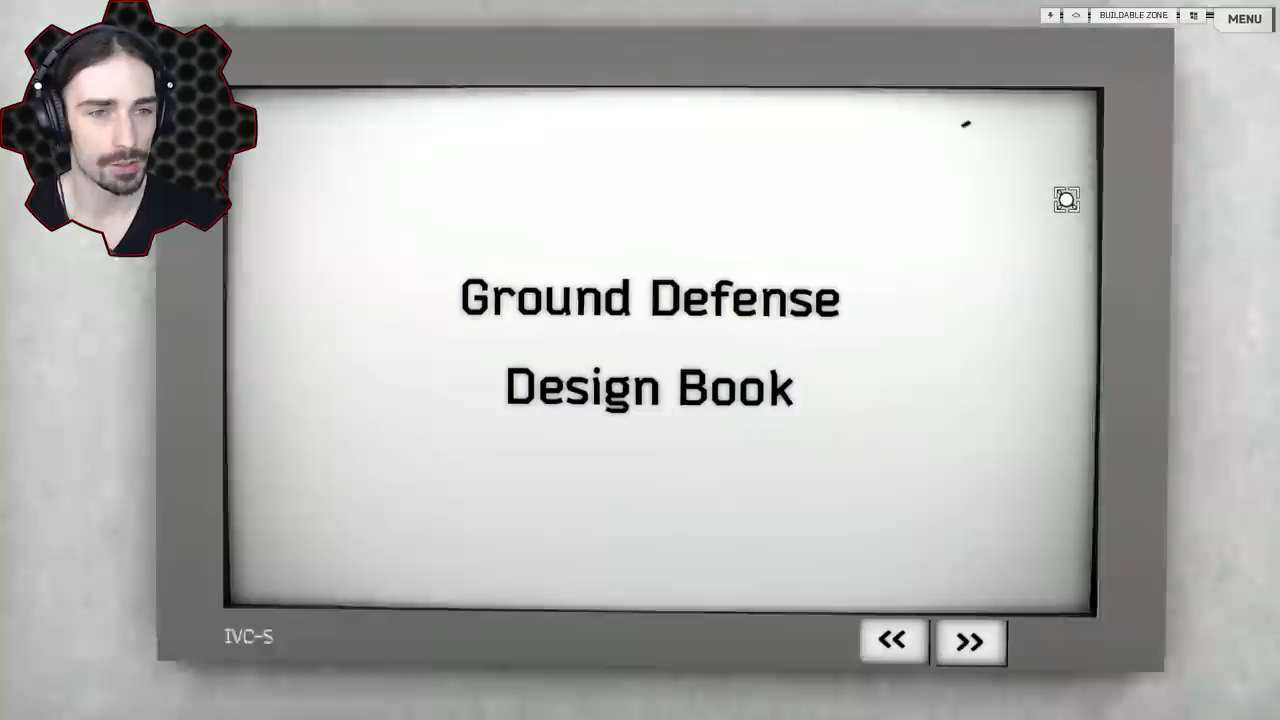 BUILDABLE ZONE
MENU
Ground Defense
Design Book
IVC-S
<< >>